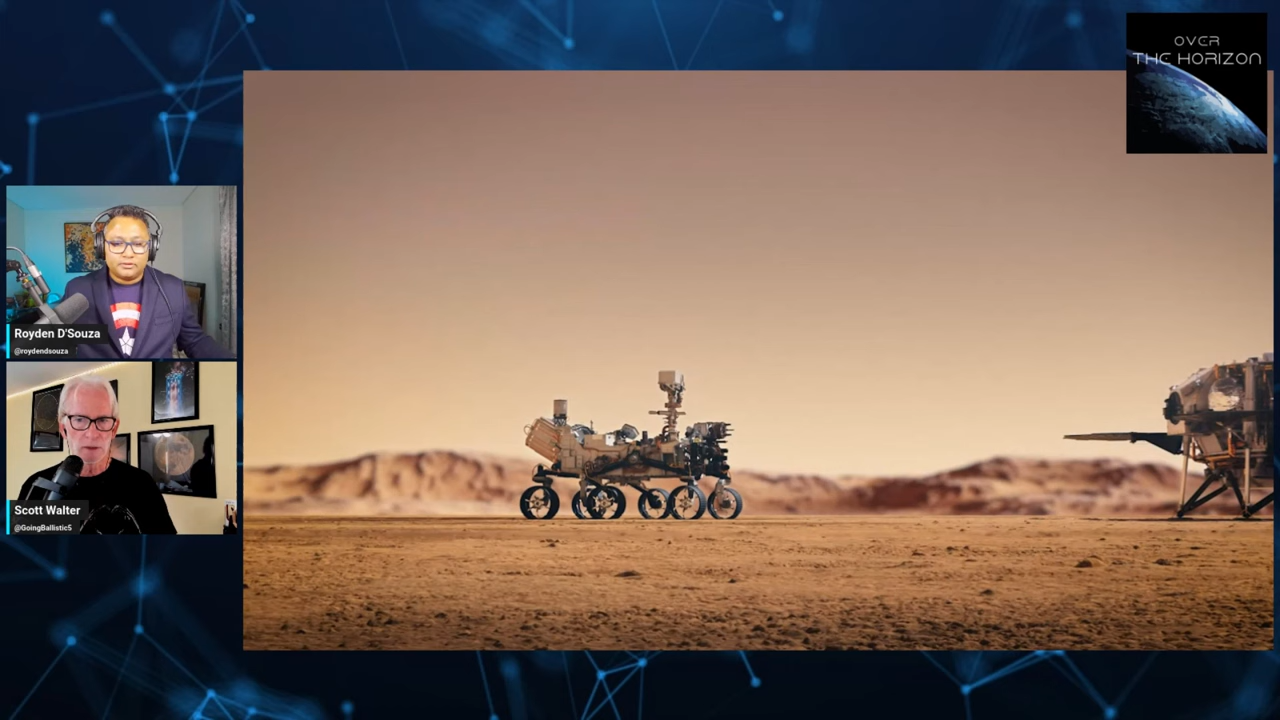 OVER
THE HORIZON
Royden D'Souza
@roydendsouza
Scott Walter
@GoingBallistic5